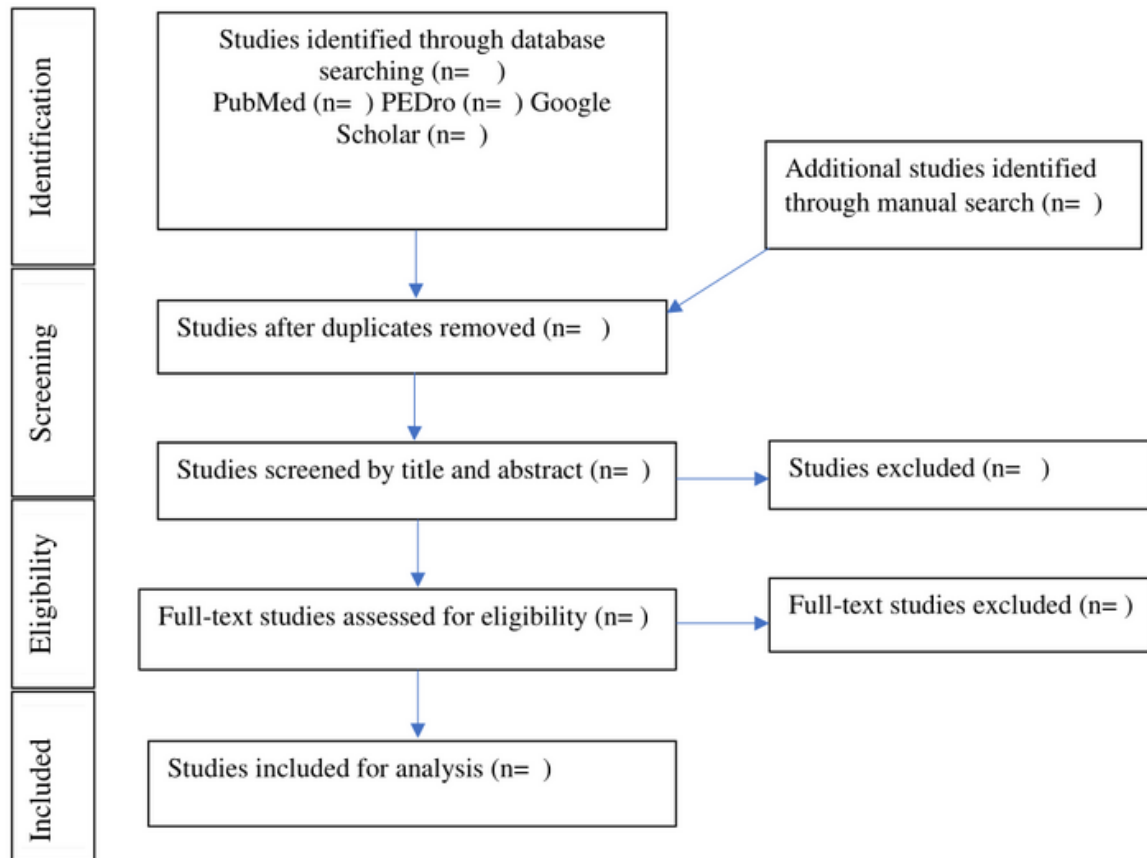 Identification
Studies identified through database
searching (n=   )
PubMed (n=  ) PEDro (n=  ) Google
Scholar (n=  )
Additional studies identified
through manual search (n=  )
Screening
Studies after duplicates removed (n=   )
Studies screened by title and abstract (n=  )
Studies excluded (n=   )
Eligibility
Full-text studies assessed for eligibility (n= )
Full-text studies excluded (n= )
Included
Studies included for analysis (n=  )